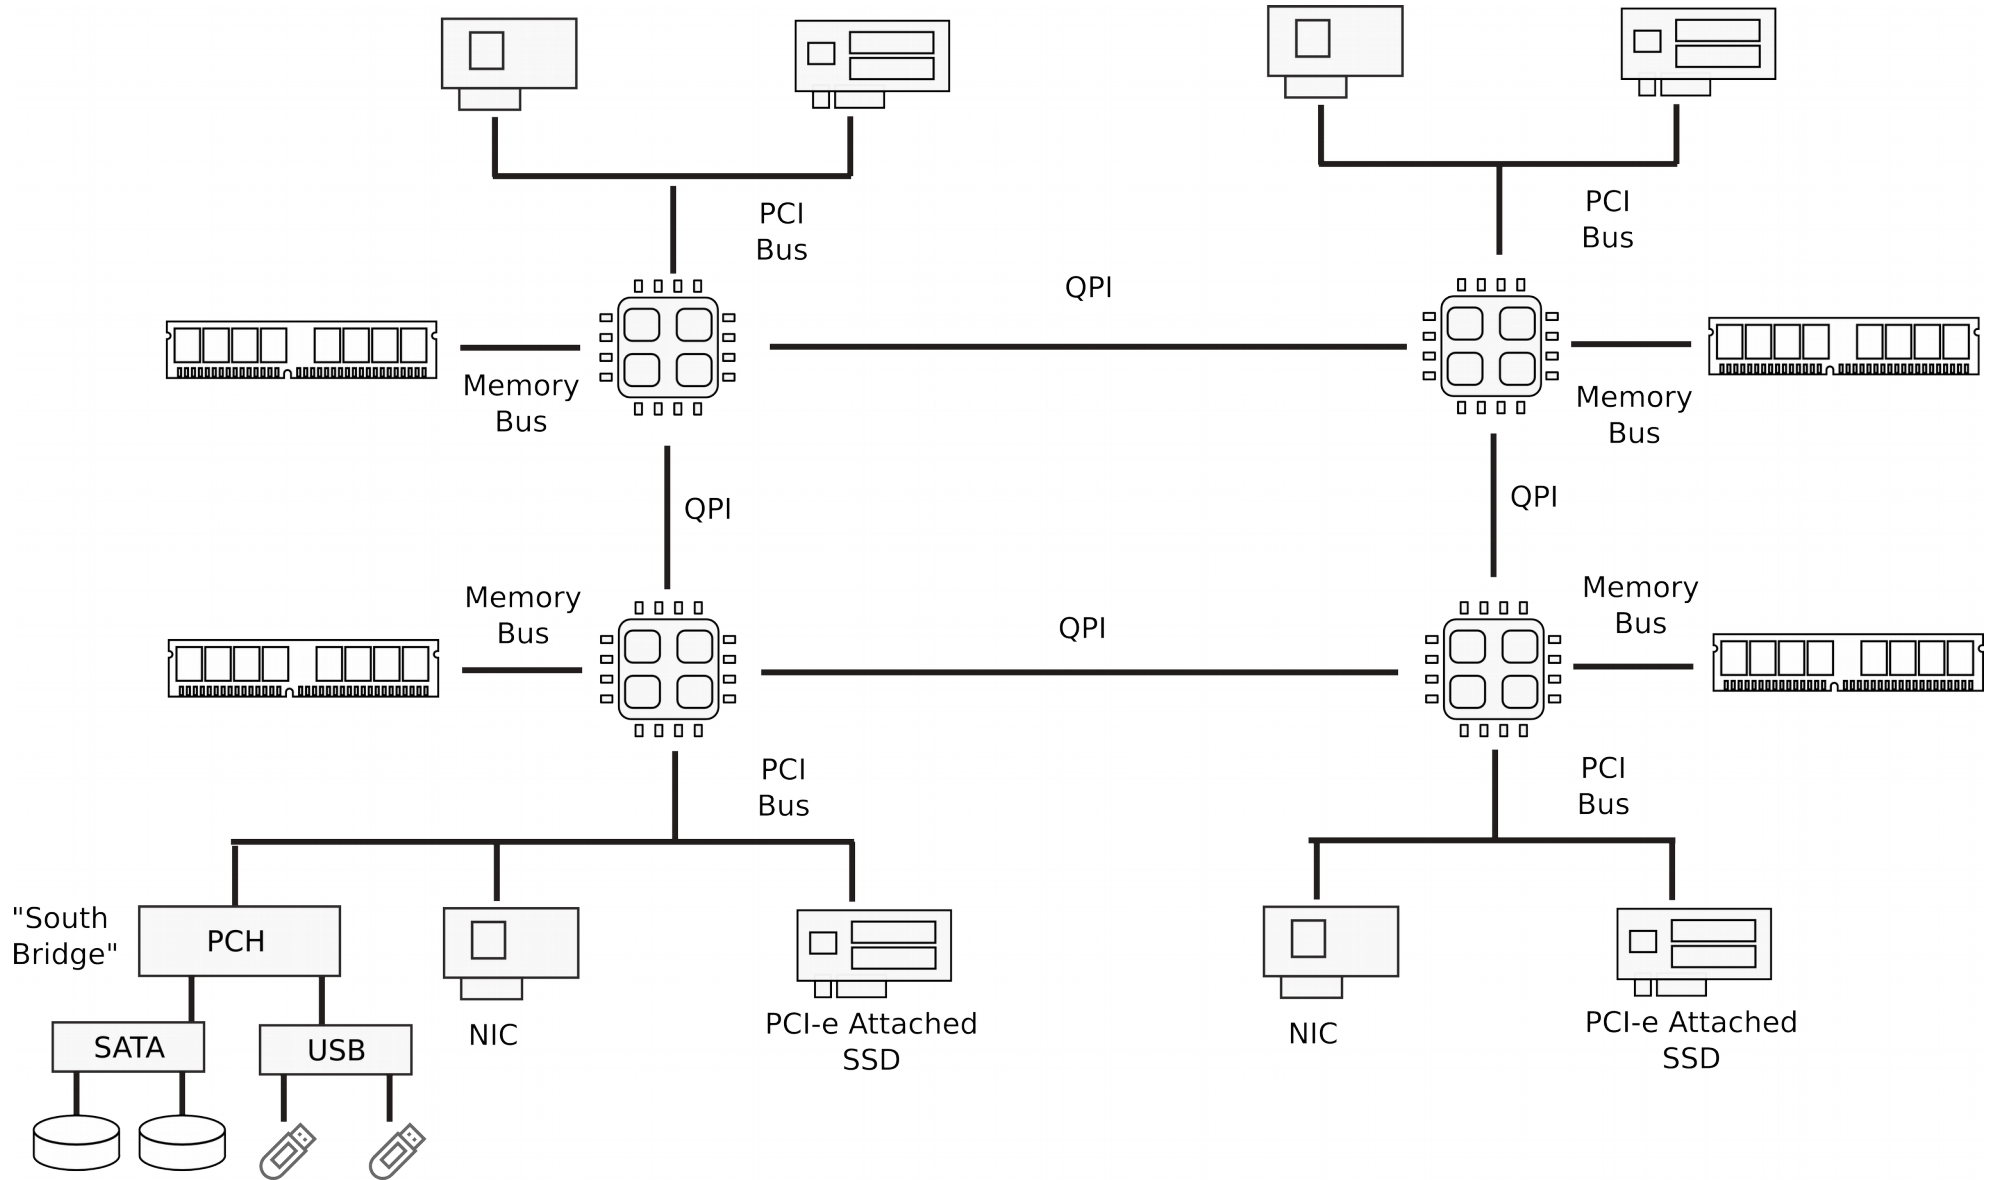 PCI
Bus
PCI
Bus
QPI
Memory
Bus
Memory
Bus
QPI
QPI
Memory
Bus
Memory
Bus
QPI
PCI
Bus
PCI
Bus
"South
Bridge"
PCH
SATA
USB
NIC
PCI-e Attached
SSD
NIC
PCI-e Attached
SSD